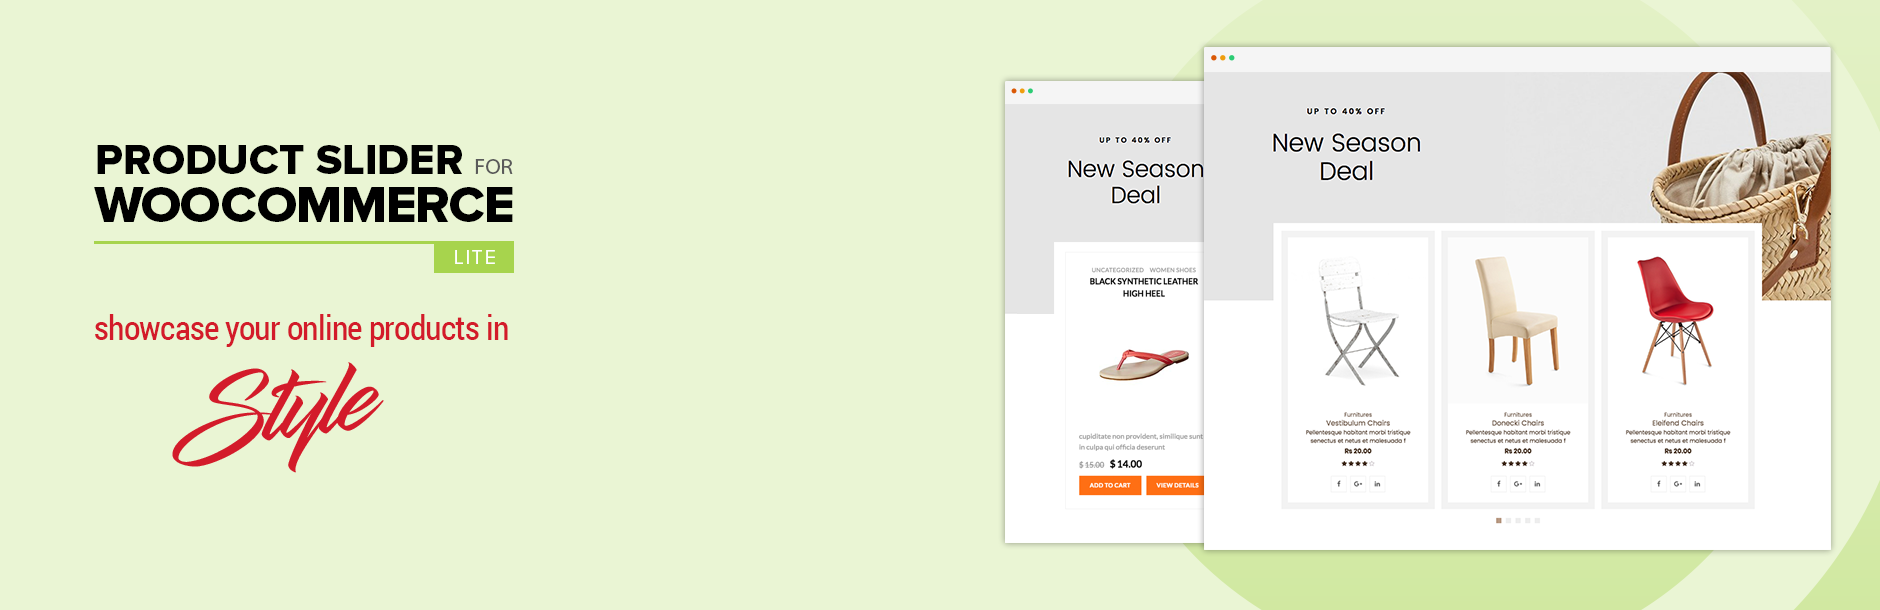 PRODUCT SLIDER FOR
WOOCOMMERCE
LITE
showcase your online products in
Style
UP TO 40% OFF
New Season
Deal
UNCATEGORIZED WOMEN SHOES
BLACK SYNTHETIC LEATHER
HIGH HEEL
cupiditate non provident, similique sunt
in culpa qui officia deserunt
$ 15.00 $ 14.00
ADD TO CART VIEW DETAILS
UP TO 40% OFF
New Season
Deal
Furnitures
Vestibulum Chairs
Pellentesque habitant morbi tristique
senectus et netus et malesuada f
Rs 20.00
f G+ in
Furnitures
Donecki Chairs
Pellentesque habitant morbi tristique
senectus et netus et malesuada f
Rs 20.00
f G+ in
Furnitures
Eleifend Chairs
Pellentesque habitant morbi tristique
senectus et netus et malesuada f
Rs 20.00
f G+ in